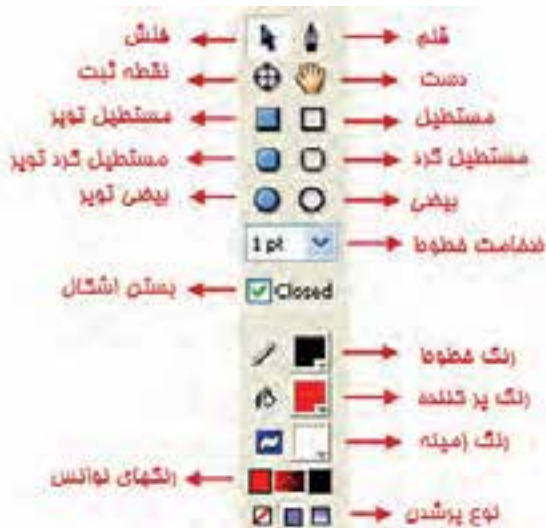 قلم فلش
دست نقطه ثبت
مستطیل مستطیل توپر
مستطیل گرد مستطیل گرد توپر
بیضی بیضی توپر
1 pt ضخامت خطوط
Closed بستن اشکال
رنگ خطوط
رنگ پر کننده
رنگ زمینه
رنگهای نوانس
نوع پرشدن